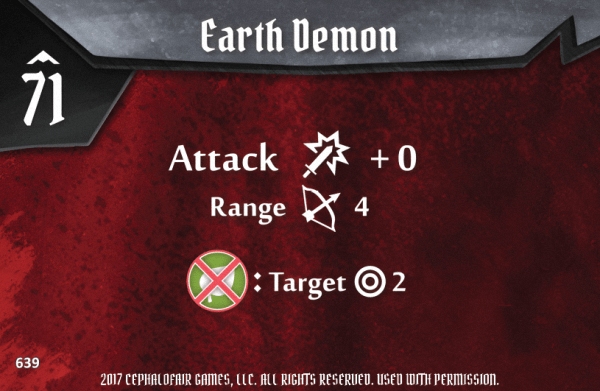 Earth Demon
71
Attack + 0
Range 4
: Target 2
639
2017 CEPHALOFAIR GAMES, LLC. ALL RIGHTS RESERVED. USED WITH PERMISSION.